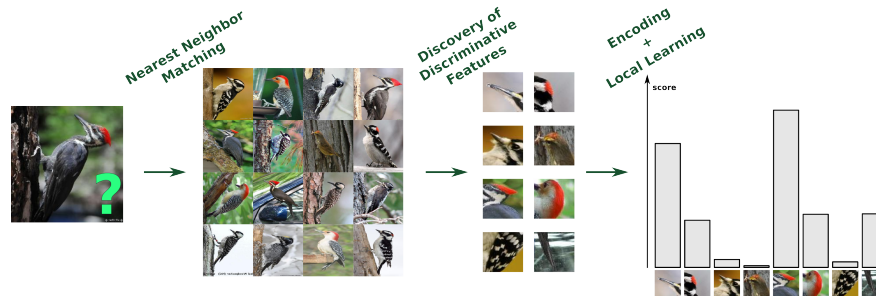 Nearest Neighbor
Matching
Discovery of
Discriminative
Features
Encoding
+
Local Learning
?
score